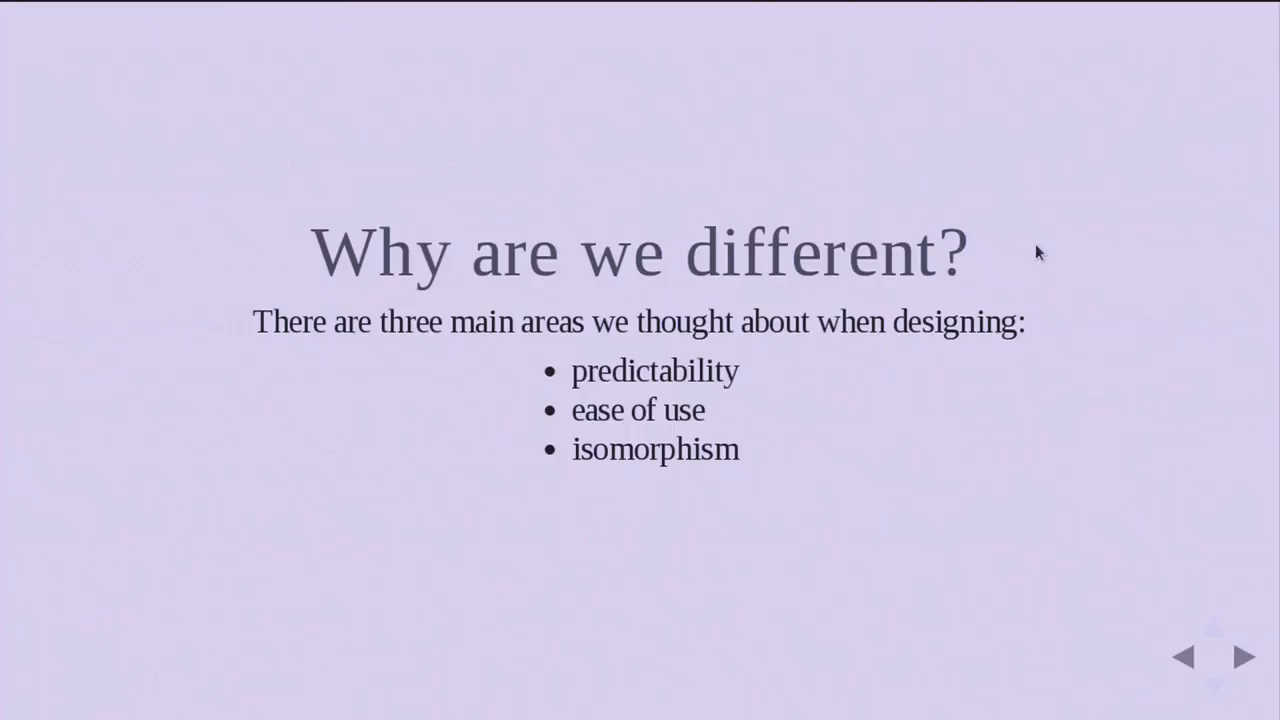 Why are we different?
There are three main areas we thought about when designing:
• predictability
• ease of use
• isomorphism